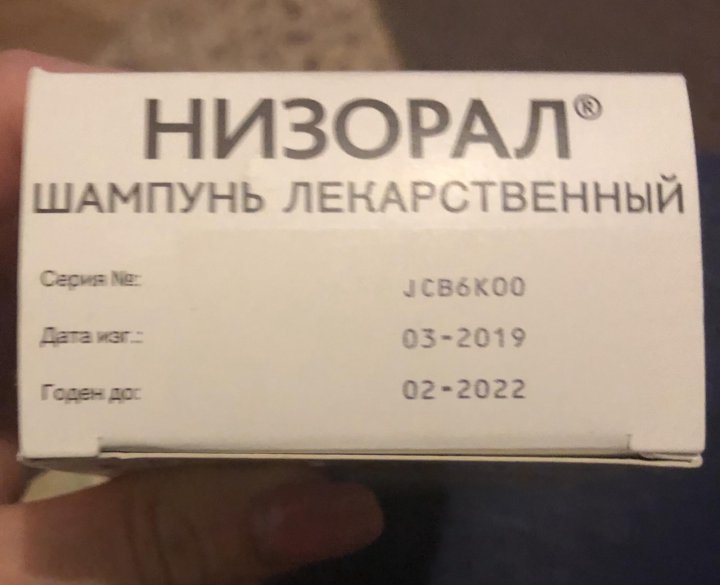 НИЗОРАЛ®
ШАМПУНЬ ЛЕКАРСТВЕННЫЙ
Серия №: JCB6K00
Дата изг.: 03-2019
Годен до: 02-2022